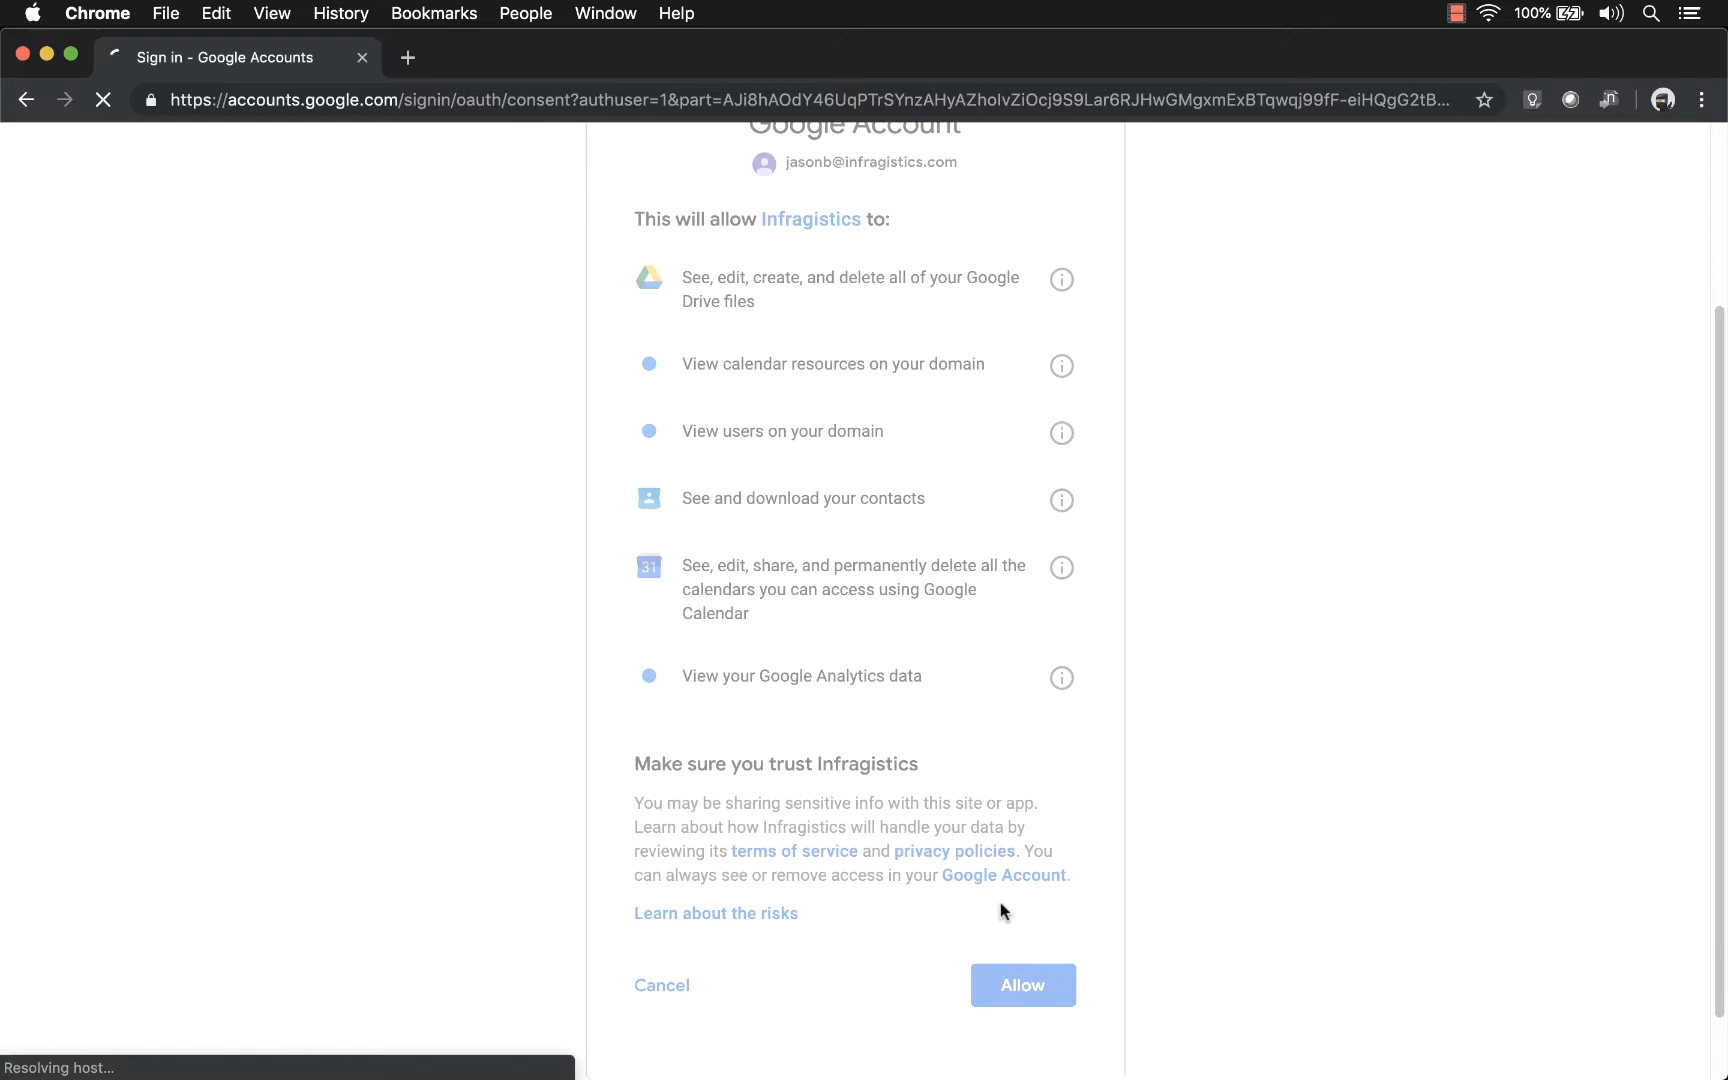 Chrome File Edit View History Bookmarks People Window Help 100%
Sign in - Google Accounts
https://accounts.google.com/signin/oauth/consent?authuser=1&part=AJi8hAOdY46UqPTrSYnzAHyAZholvZiOcj9S9Lar6RJHwGMgxmExBTqwqj99fF-eiHQgG2tB...
Google Account
jasonb@infragistics.com
This will allow Infragistics to:
See, edit, create, and delete all of your Google
Drive files
View calendar resources on your domain
View users on your domain
See and download your contacts
31
See, edit, share, and permanently delete all the
calendars you can access using Google
Calendar
View your Google Analytics data
Make sure you trust Infragistics
You may be sharing sensitive info with this site or app.
Learn about how Infragistics will handle your data by
reviewing its terms of service and privacy policies. You
can always see or remove access in your Google Account.
Learn about the risks
Cancel
Allow
Resolving host...